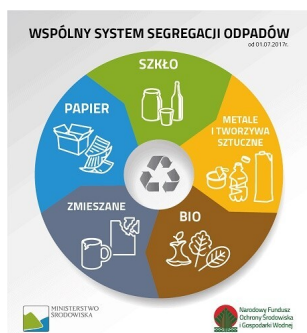 WSPÓLNY SYSTEM SEGREGACJI ODPADÓW
od 01.07.2017r.
SZKŁO
PAPIER
METALE
I TWORZYWA
SZTUCZNE
ZMIESZANE
BIO
MINISTERSTWO
ŚRODOWISKA
Narodowy Fundusz
Ochrony Środowiska
i Gospodarki Wodnej